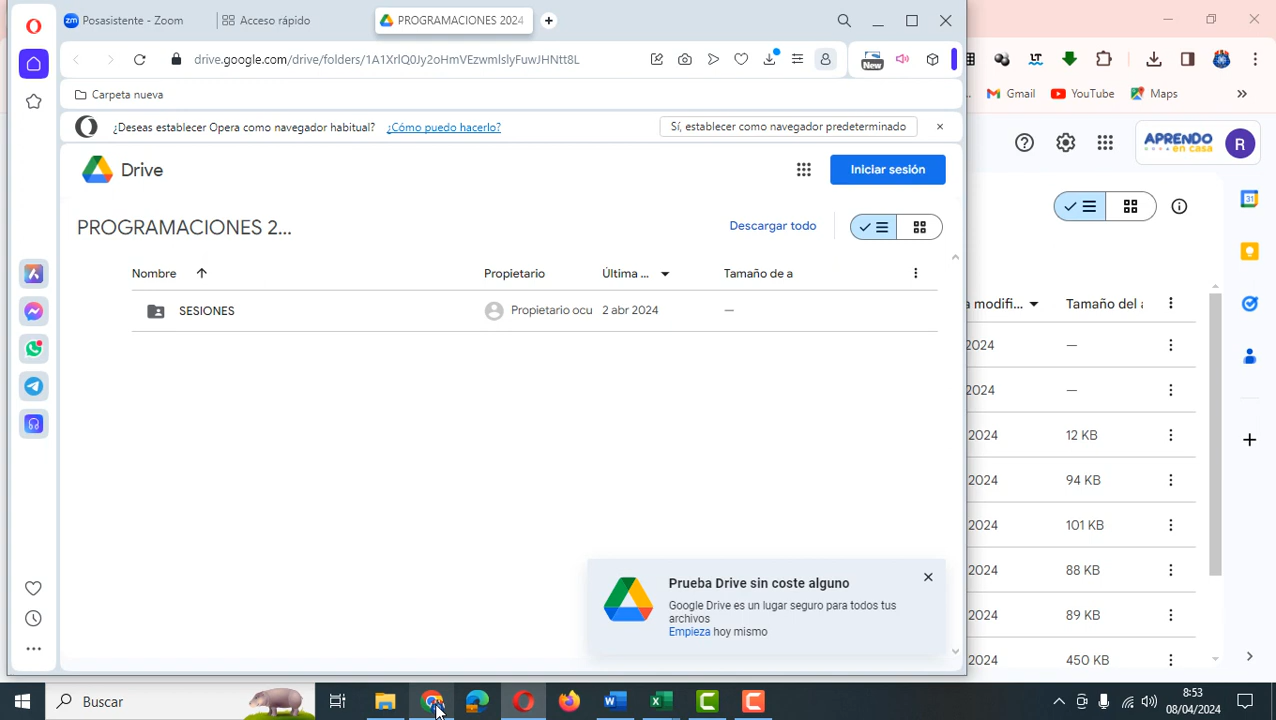 Posasistente - Zoom
Acceso rápido
PROGRAMACIONES 2024
drive.google.com/drive/folders/1A1XrlQ0Jy2oHmVEzwmlslyFuwJHNtt8L
New
Carpeta nueva
Gmail
YouTube
Maps
¿Deseas establecer Opera como navegador habitual?
¿Cómo puedo hacerlo?
Sí, establecer como navegador predeterminado
Drive
Iniciar sesión
APRENDO
en casa
R
PROGRAMACIONES 2...
Descargar todo
Nombre
Propietario
Última ...
Tamaño de a
SESIONES
Propietario ocu
2 abr 2024
—
a modifi...
Tamaño del a
2024
—
2024
—
2024
12 KB
2024
94 KB
2024
101 KB
2024
88 KB
2024
89 KB
2024
450 KB
31
Prueba Drive sin coste alguno
Google Drive es un lugar seguro para todos tus
archivos
Empieza hoy mismo
Buscar
8:53
08/04/2024